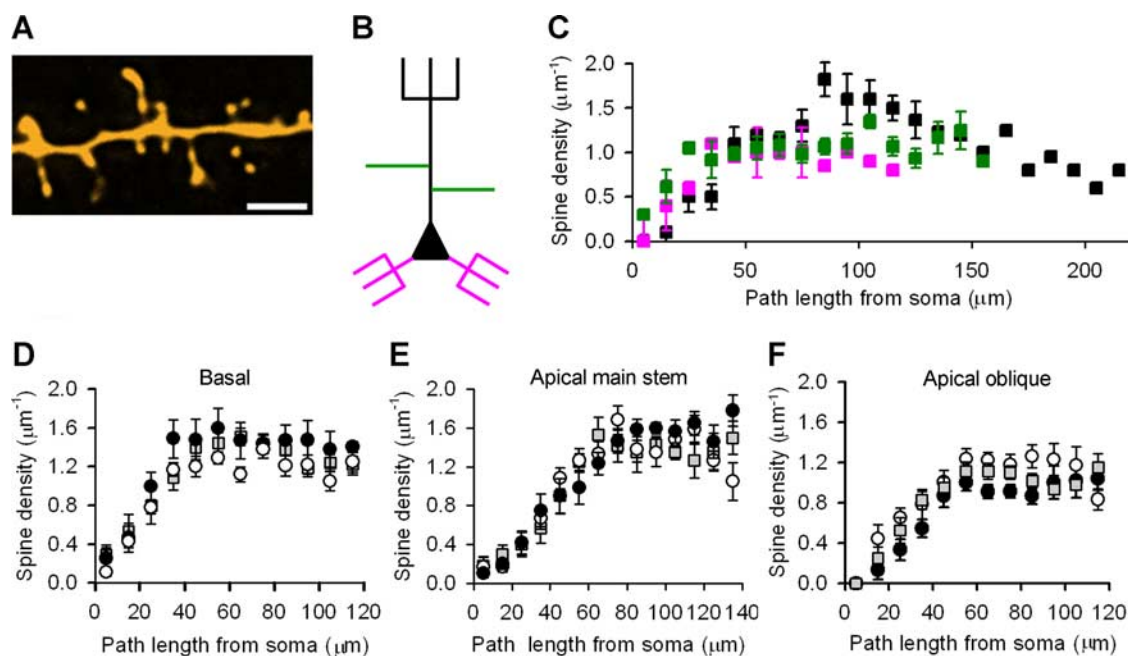 A
B
C
2.0
1.5
1.0
0.5
0.0
Spine density (μm⁻¹)
0 50 100 150 200
Path length from soma (μm)
D
Basal
2.0
1.6
1.2
0.8
0.4
0.0
Spine density (μm⁻¹)
0 20 40 60 80 100 120
Path length from soma (μm)
E
Apical main stem
2.0
1.6
1.2
0.8
0.4
0.0
Spine density (μm⁻¹)
0 20 40 60 80 100 120 140
Path length from soma (μm)
F
Apical oblique
2.0
1.6
1.2
0.8
0.4
0.0
Spine density (μm⁻¹)
0 20 40 60 80 100 120
Path length from soma (μm)